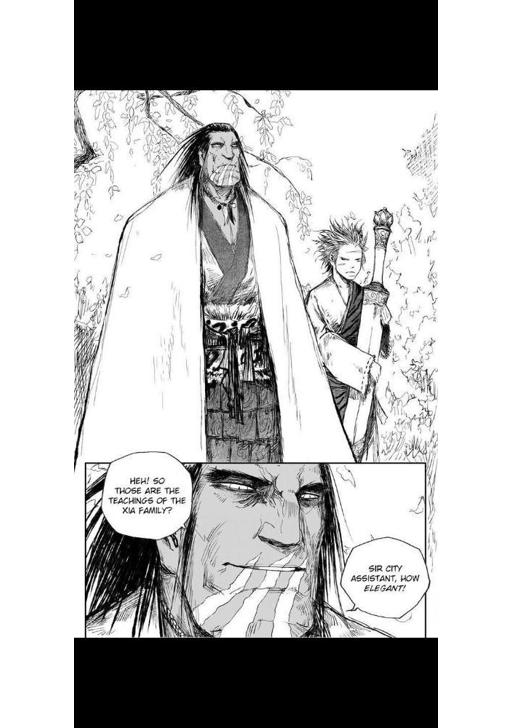 HEH! SO
THOSE ARE THE
TEACHINGS OF THE
XIA FAMILY?
SIR CITY
ASSISTANT, HOW
ELEGANT!